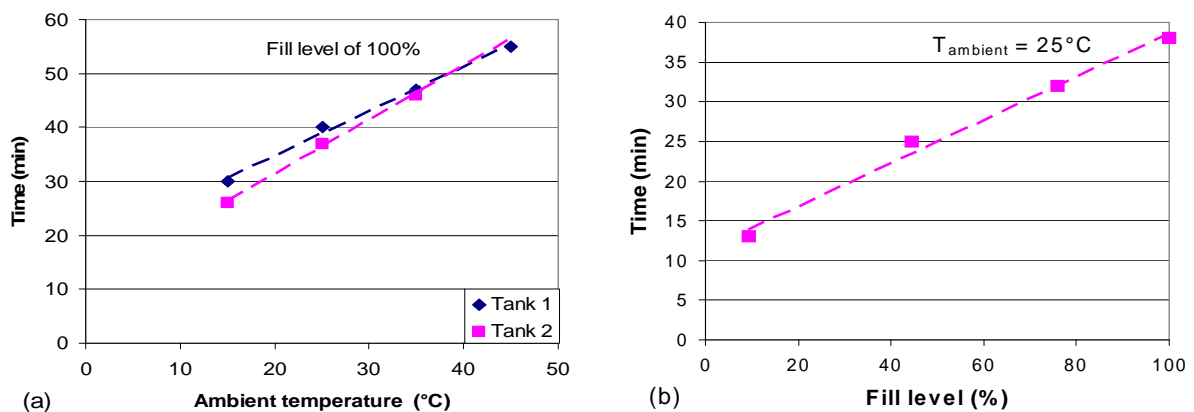 60
50
40
30
20
10
0
Time (min)
Fill level of 100%
Tank 1
Tank 2
0 10 20 30 40 50
(a)
Ambient temperature (°C)
40
35
30
25
20
15
10
5
0
Time (min)
Tambient = 25°C
0 20 40 60 80 100
(b)
Fill level (%)